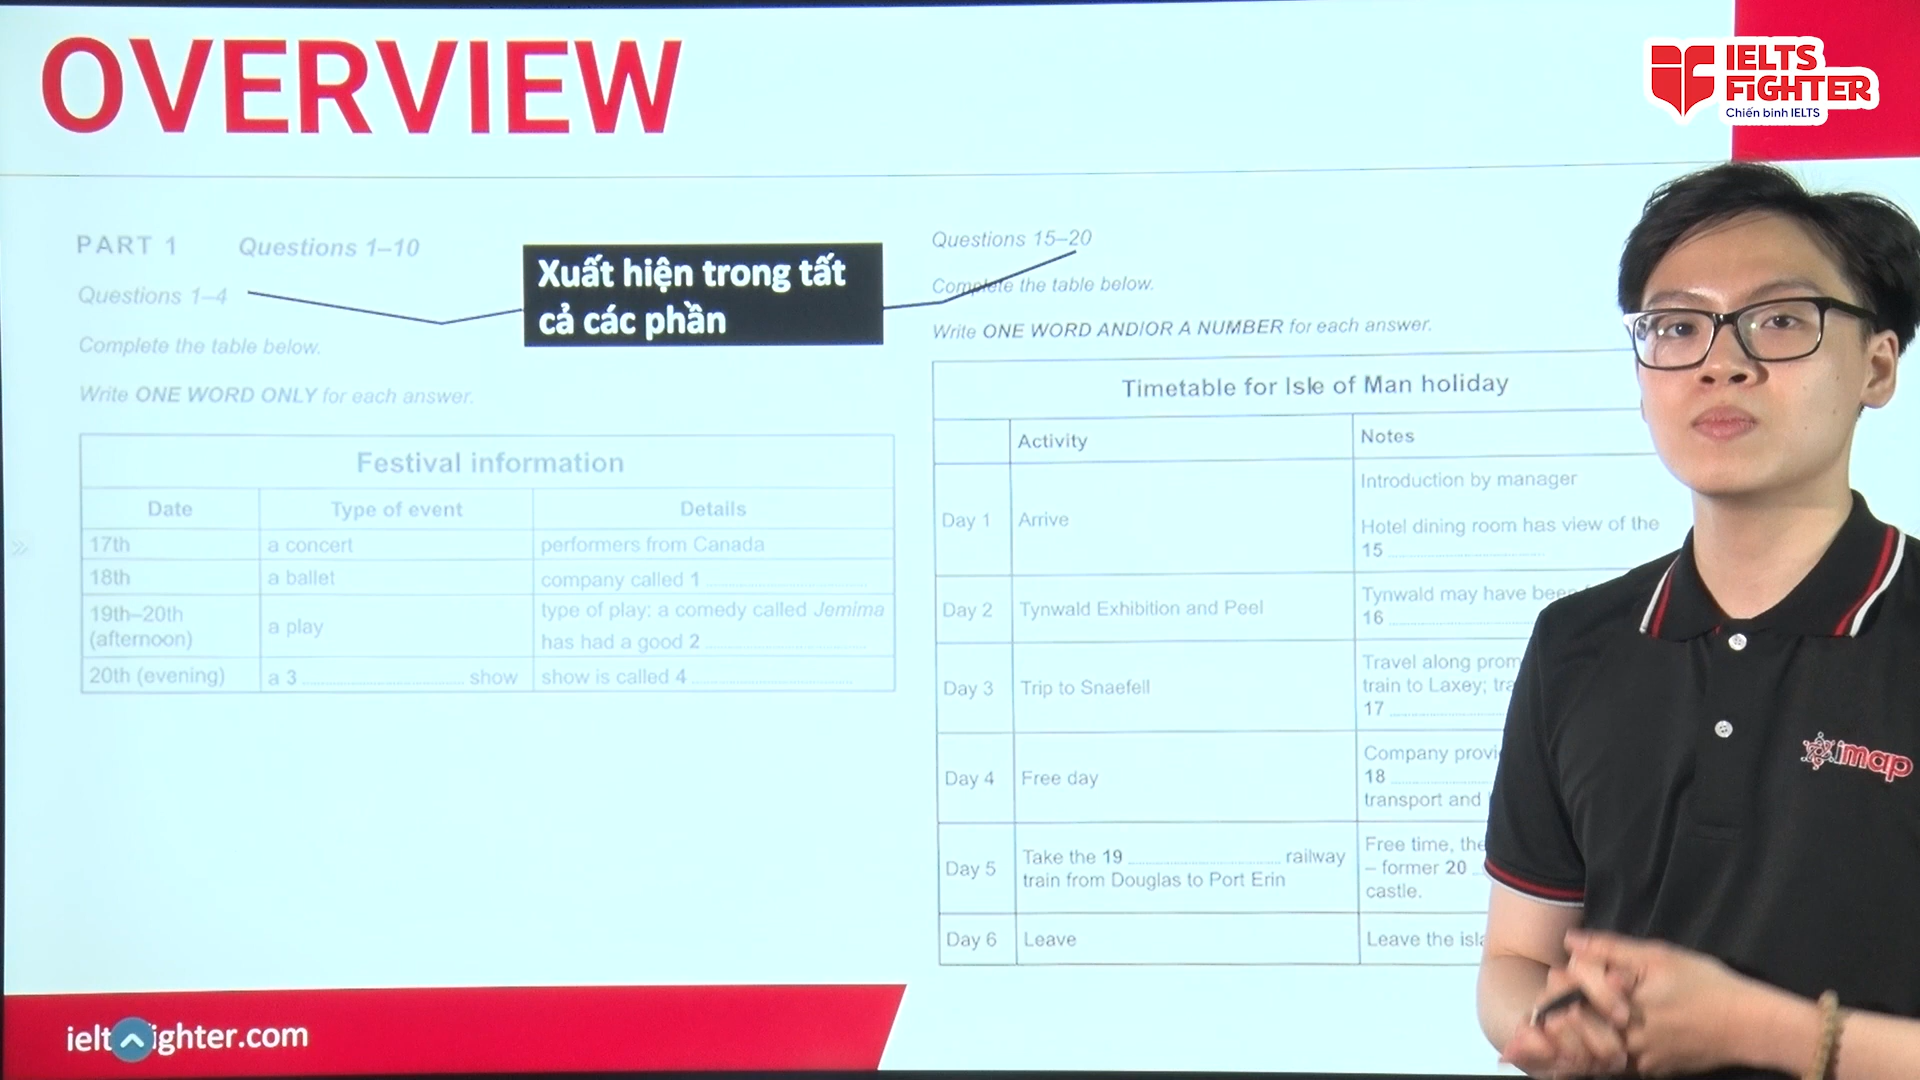 OVERVIEW
IELTS
FIGHTER
Chiến binh IELTS
PART 1 Questions 1–10
Questions 1–4
Complete the table below.
Write ONE WORD ONLY for each answer.
Festival information
Date Type of event Details
17th a concert performers from Canada
18th a ballet company called 1
19th–20th (afternoon) a play type of play: a comedy called Jemima
has had a good 2
20th (evening) a 3 show show is called 4
Xuất hiện trong tất
cả các phần
Questions 15–20
Complete the table below.
Write ONE WORD AND/OR A NUMBER for each answer.
Timetable for Isle of Man holiday
Activity Notes
Day 1 Arrive Introduction by manager
Hotel dining room has view of the
15
Day 2 Tynwald Exhibition and Peel Tynwald may have been
16
Day 3 Trip to Snaefell Travel along
train to Laxey;
17
Day 4 Free day Company
18
transport and
Day 5 Take the 19 railway
train from Douglas to Port Erin
Free time,
– former 20
castle.
Day 6 Leave Leave the
imap
ighter.com